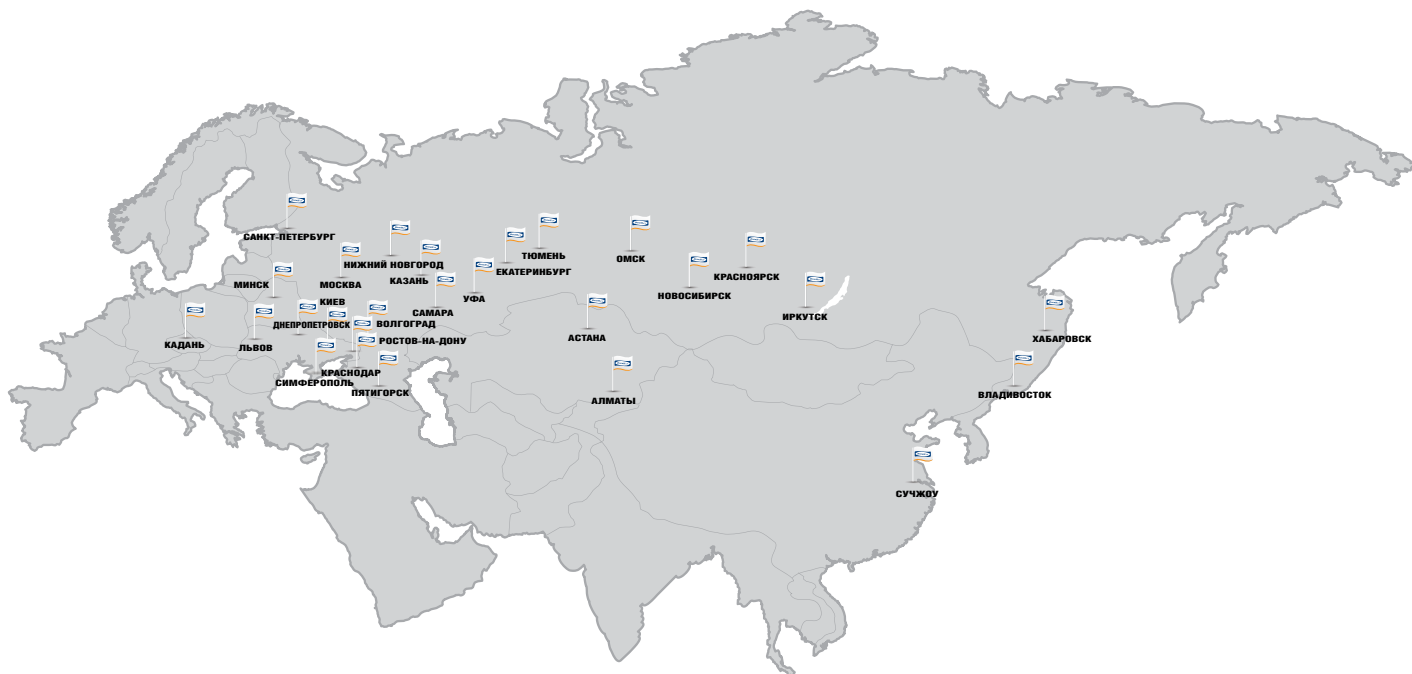 САНКТ-ПЕТЕРБУРГ
НИЖНИЙ НОВГОРОД
МОСКВА
КАЗАНЬ
ТЮМЕНЬ
ЕКАТЕРИНБУРГ
ОМСК
КРАСНОЯРСК
НОВОСИБИРСК
МИНСК
КИЕВ
САМАРА
УФА
ИРКУТСК
ДНЕПРОПЕТРОВСК
ВОЛГОГРАД
КАДАНЬ
ЛЬВОВ
РОСТОВ-НА-ДОНУ
АСТАНА
ХАБАРОВСК
КРАСНОДАР
СИМФЕРОПОЛЬ
ПЯТИГОРСК
АЛМАТЫ
ВЛАДИВОСТОК
СУЧЖОУ